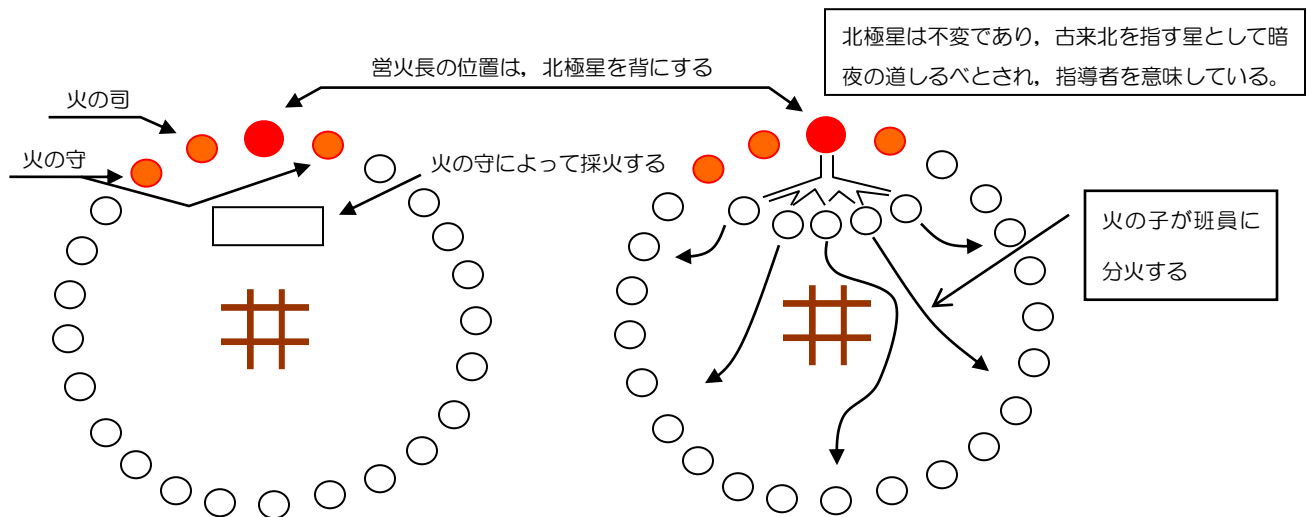 北極星は不変であり，古来北を指す星として暗
夜の道しるべとされ，指導者を意味している。
営火長の位置は，北極星を背にする
火の司
火の守
火の守によって採火する
火の子が班員に
分火する